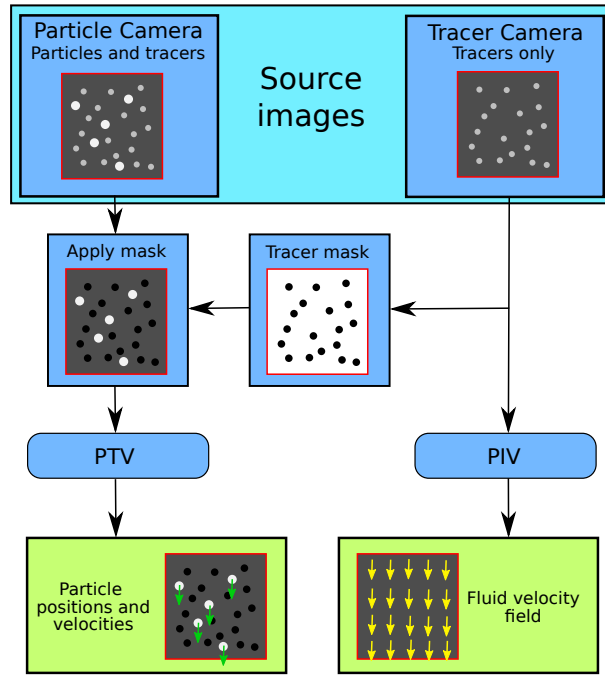 Particle Camera
Particles and tracers
Source
images
Tracer Camera
Tracers only
Apply mask
Tracer mask
PTV
PIV
Particle
positions and
velocities
Fluid velocity
field